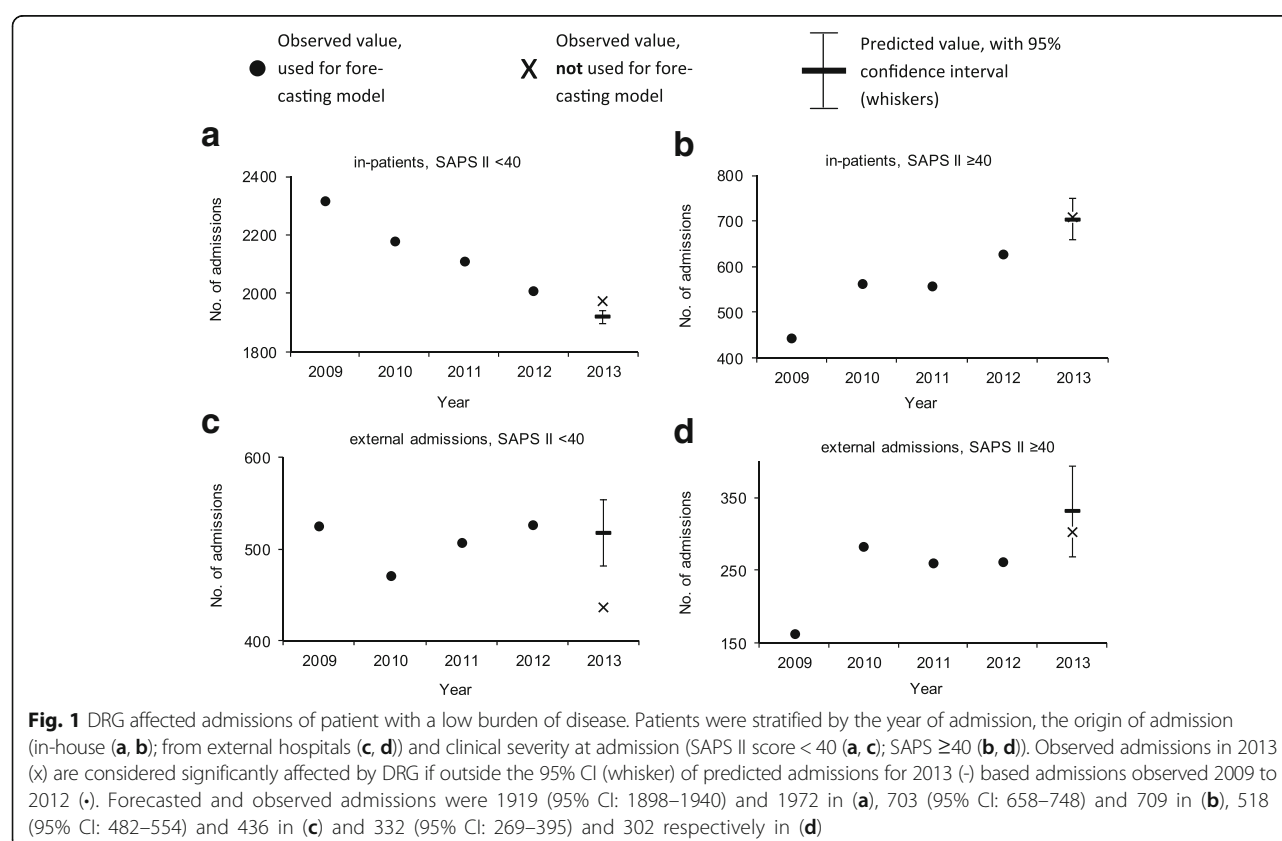 Observed value,
used for fore-
casting model
X
Observed value,
not used for fore-
casting model
Predicted value, with 95%
confidence interval
(whiskers)
a
in-patients, SAPS II <40
No. of admissions
2400
2200
2000
1800
2009 2010 2011 2012 2013
Year
b
in-patients, SAPS II ≥40
No. of admissions
800
700
600
500
400
2009 2010 2011 2012 2013
Year
c
external admissions, SAPS II <40
No. of admissions
600
500
400
2009 2010 2011 2012 2013
Year
d
external admissions, SAPS II ≥40
No. of admissions
350
250
150
2009 2010 2011 2012 2013
Year
Fig. 1 DRG affected admissions of patient with a low burden of disease. Patients were stratified by the year of admission, the origin of admission
(in-house (a, b); from external hospitals (c, d)) and clinical severity at admission (SAPS II score < 40 (a, c); SAPS ≥40 (b, d)). Observed admissions in 2013
(x) are considered significantly affected by DRG if outside the 95% CI (whisker) of predicted admissions for 2013 (-) based admissions observed 2009 to
2012 (•). Forecasted and observed admissions were 1919 (95% CI: 1898–1940) and 1972 in (a), 703 (95% CI: 658–748) and 709 in (b), 518
(95% CI: 482–554) and 436 in (c) and 332 (95% CI: 269–395) and 302 respectively in (d)